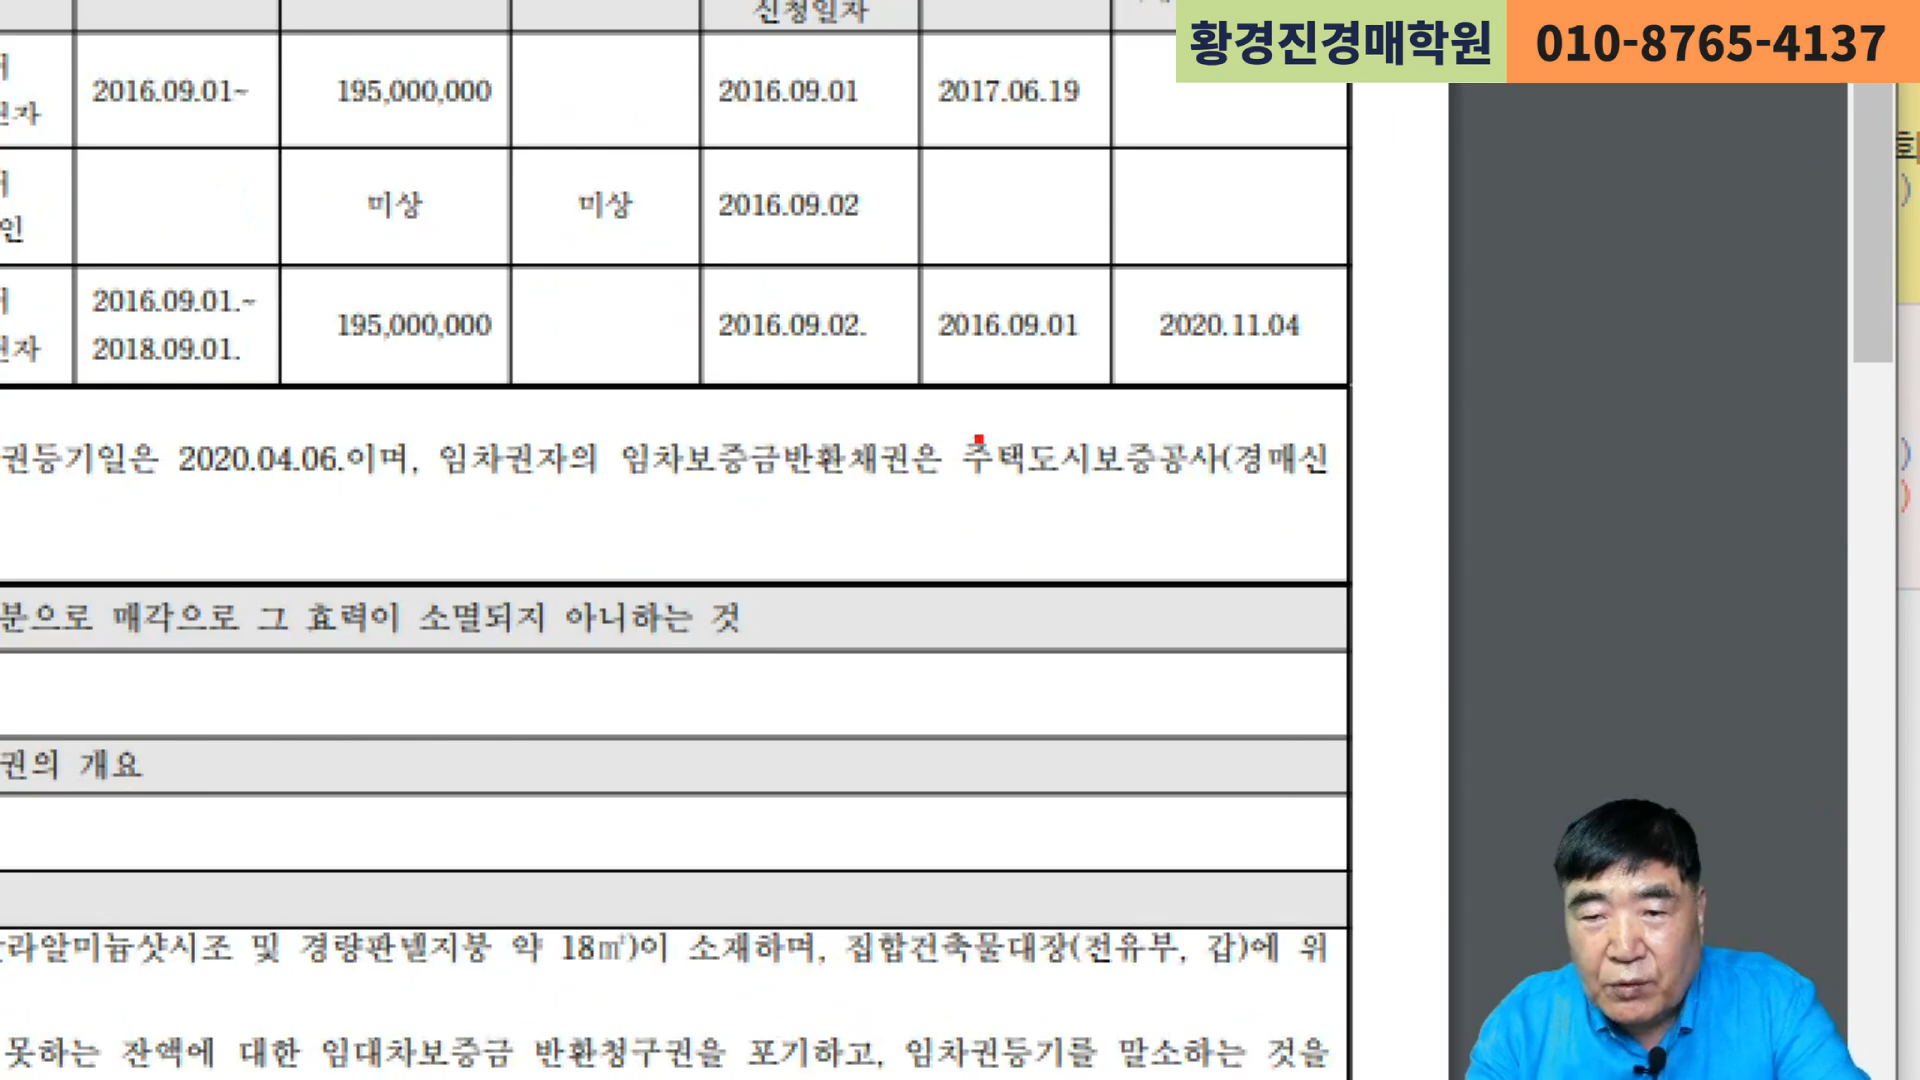 신청일자
황경진경매학원 010-8765-4137
2016.09.01~ 195,000,000 2016.09.01 2017.06.19
자
미상 미상 2016.09.02
인
2016.09.01.~
2018.09.01.
195,000,000 2016.09.02. 2016.09.01 2020.11.04
자
권등기일은 2020.04.06.이며, 임차권자의 임차보증금반환채권은 주택도시보증공사(경매신
분으로 매각으로 그 효력이 소멸되지 아니하는 것
권의 개요
라알미늄샷시조 및 경량판넬지붕 약 18㎡)이 소재하며, 집합건축물대장(전유부, 갑)에 위
못하는 잔액에 대한 임대차보증금 반환청구권을 포기하고, 임차권등기를 말소하는 것을